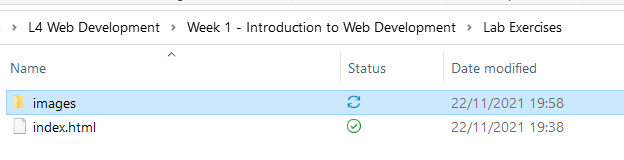 L4 Web Development > Week 1 - Introduction to Web Development > Lab Exercises
Name Status Date modified
images 22/11/2021 19:58
index.html 22/11/2021 19:38